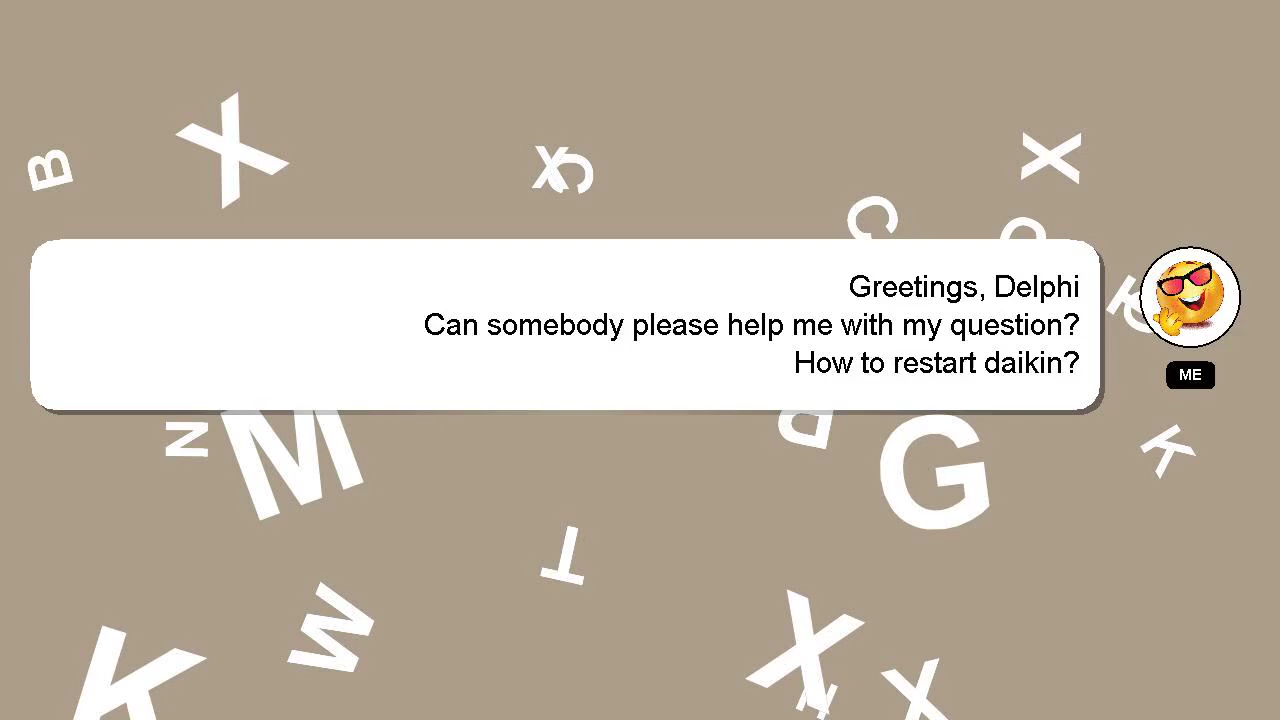 B
X
X
C
X
C
Greetings, Delphi
Can somebody please help me with my question?
How to restart daikin?
ME
N
M
R
G
K
T
W
K
X
X
N